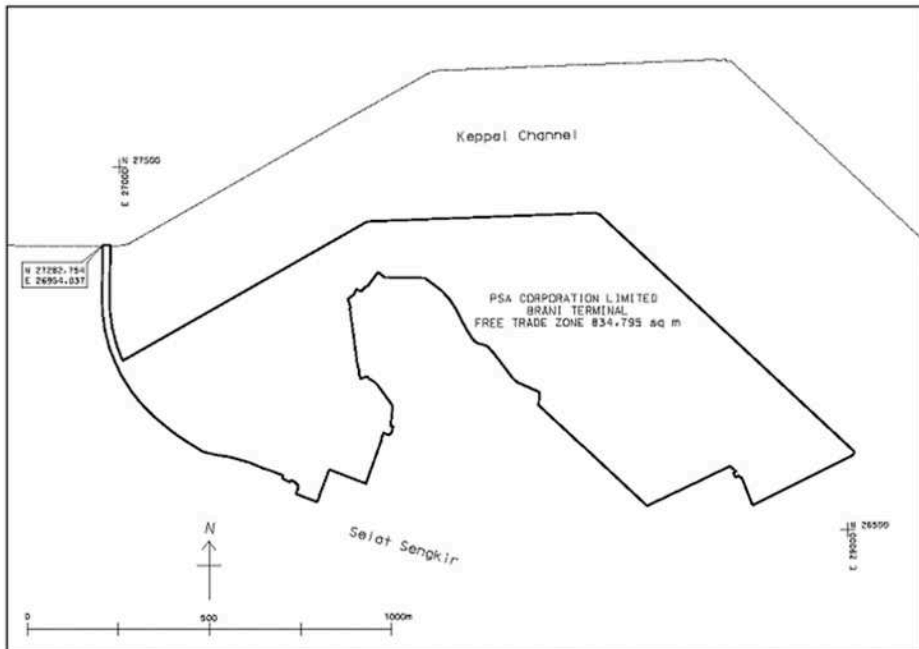 Keppel Channel
N 27500
E 27000
N 27282.754
E 26954.037
PSA CORPORATION LIMITED
BRANI TERMINAL
FREE TRADE ZONE 834.795 sq m
N 26500
E 29000
Selat Sengkir
N
0 500 1000m